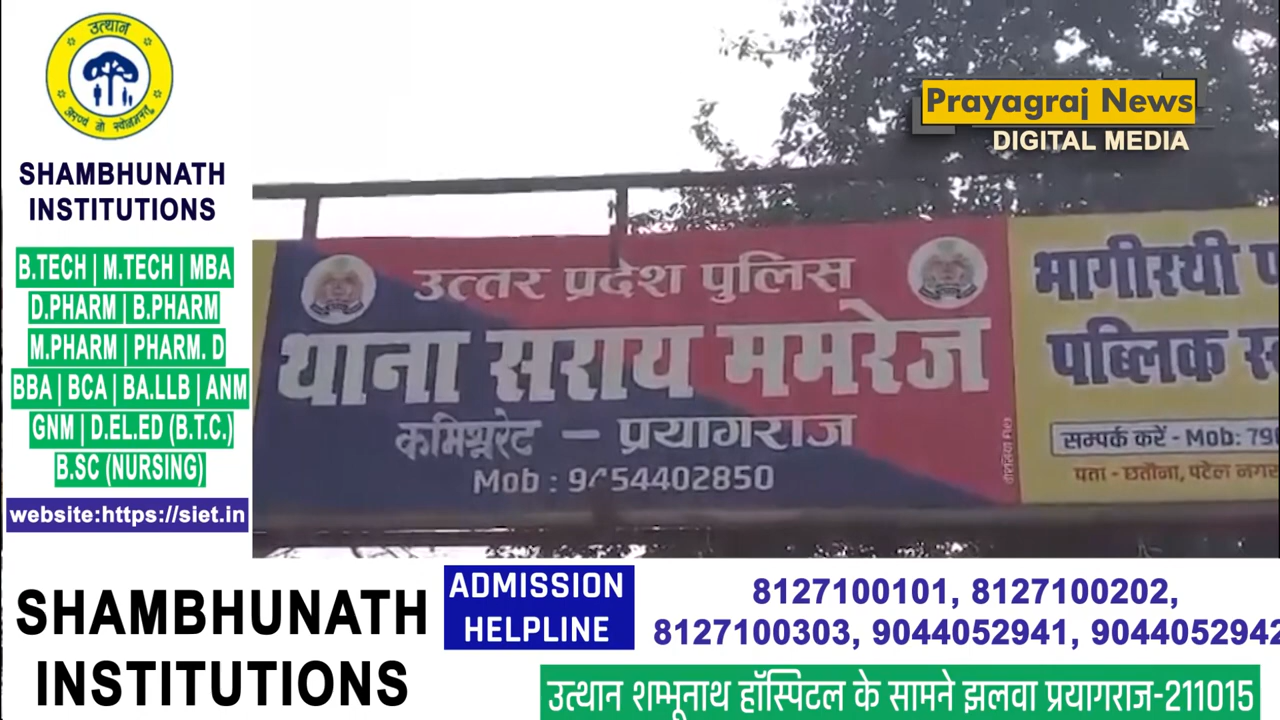 उत्थान
SHAMBHUNATH
INSTITUTIONS
B.TECH | M.TECH | MBA
D.PHARM | B.PHARM
M.PHARM | PHARM. D
BBA | BCA | BA.LLB | ANM
GNM | D.EL.ED (B.T.C.)
B.SC (NURSING)
website:https://siet.in
Prayagraj News
DIGITAL MEDIA
उत्तर प्रदेश पुलिस
थाना सराय ममरेज
कमिश्नरेट - प्रयागराज
Mob : 9454402850
भागीरथी
पब्लिक
सम्पर्क करें - Mob: 79
पता - छतौना, पटेल नगर
SHAMBHUNATH
INSTITUTIONS
ADMISSION
HELPLINE
8127100101, 8127100202,
8127100303, 9044052941, 9044052942
उत्थान शम्भूनाथ हॉस्पिटल के सामने झलवा प्रयागराज-211015